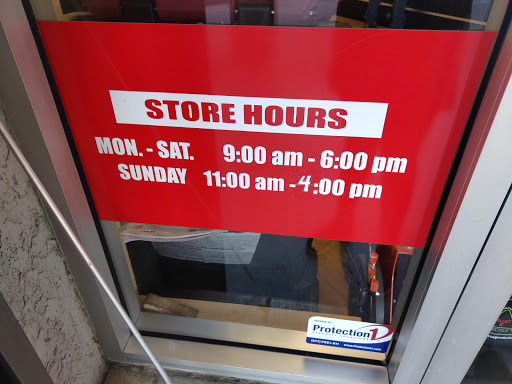 STORE HOURS
MON. - SAT. 9:00 am - 6:00 pm
SUNDAY 11:00 am - 4:00 pm
Protection 1